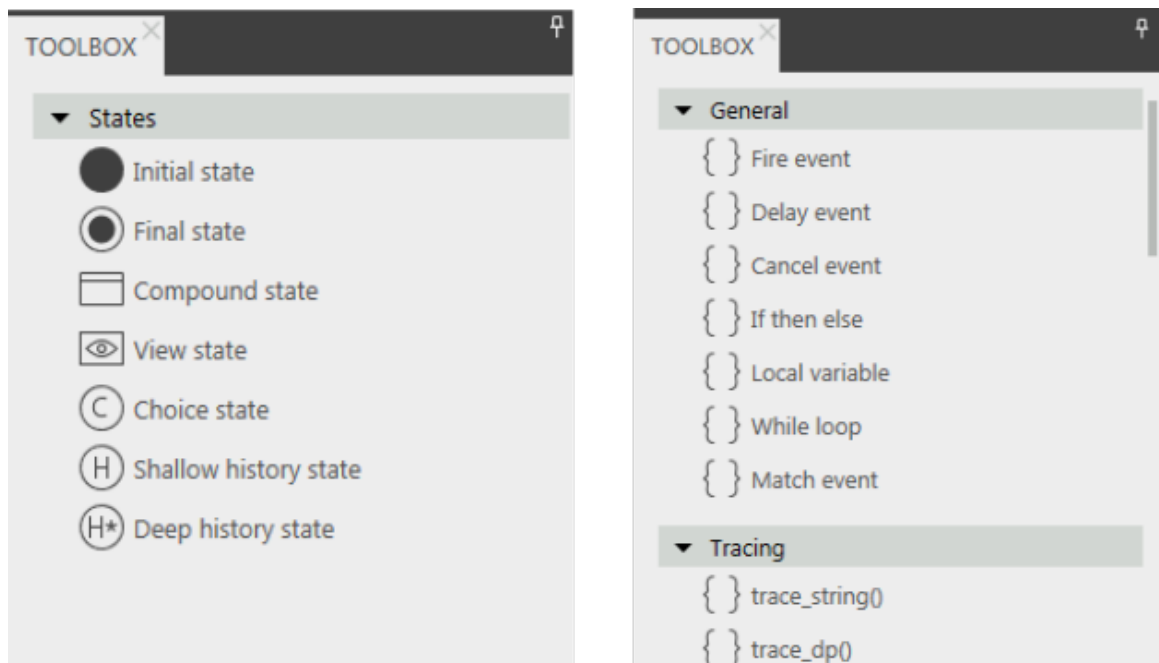 TOOLBOX
States
Initial state
Final state
Compound state
View state
C Choice state
H Shallow history state
H* Deep history state
TOOLBOX
General
{ } Fire event
{ } Delay event
{ } Cancel event
{ } If then else
{ } Local variable
{ } While loop
{ } Match event
Tracing
{ } trace_string()
{ } trace_dp()